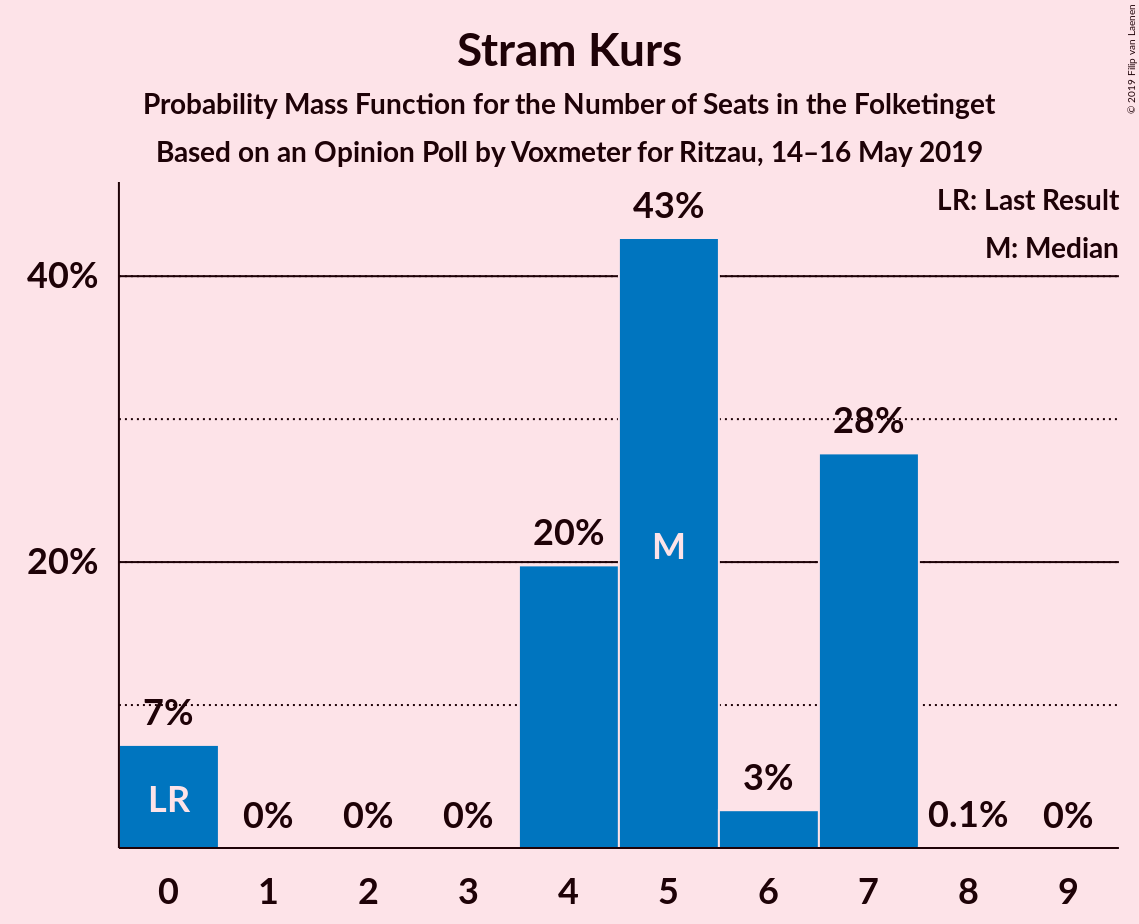 Stram Kurs
Probability Mass Function for the Number of Seats in the Folketinget
Based on an Opinion Poll by Voxmeter for Ritzau, 14–16 May 2019
© 2019 Filip van Laenen
LR: Last Result
M: Median
40%
20%
7%
0%
0%
0%
20%
43%
3%
28%
0.1%
0%
LR
M
0 1 2 3 4 5 6 7 8 9